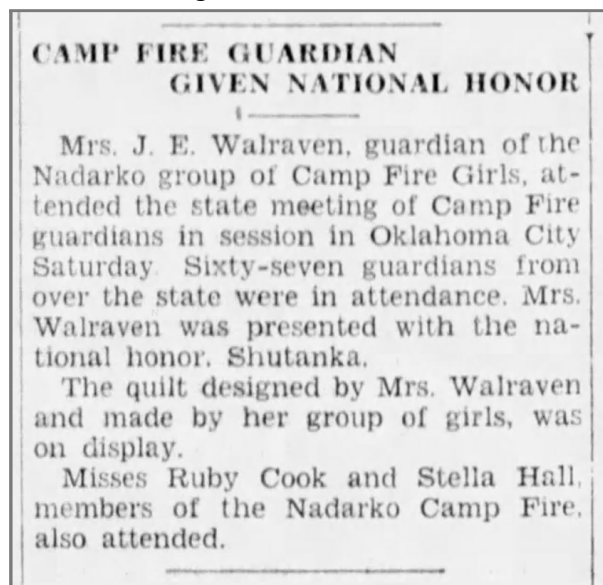 CAMP FIRE GUARDIAN
GIVEN NATIONAL HONOR
Mrs. J. E. Walraven, guardian of the
Nadarko group of Camp Fire Girls, at-
tended the state meeting of Camp Fire
guardians in session in Oklahoma City
Saturday. Sixty-seven guardians from
over the state were in attendance. Mrs.
Walraven was presented with the na-
tional honor, Shutanka.
The quilt designed by Mrs. Walraven
and made by her group of girls, was
on display.
Misses Ruby Cook and Stella Hall,
members of the Nadarko Camp Fire,
also attended.